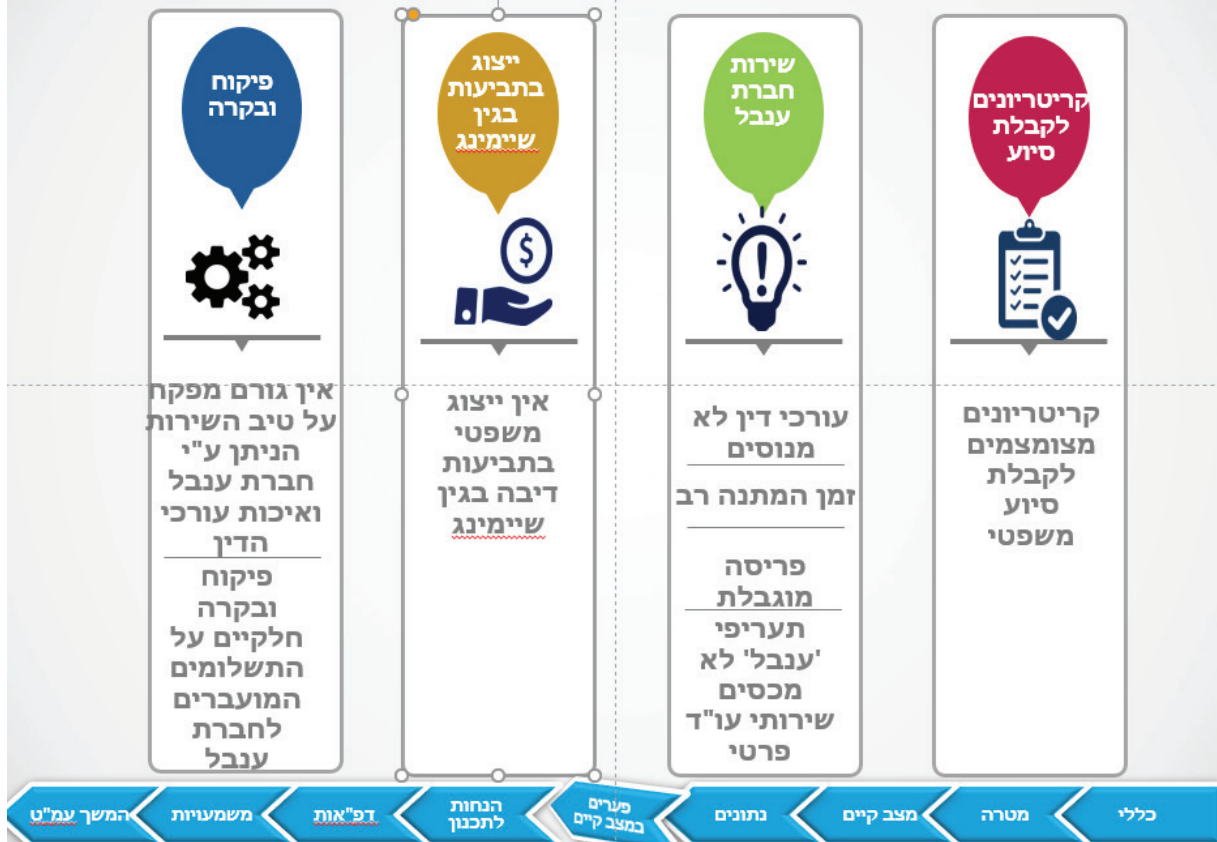 קריטריונים
לקבלת
סיוע
קריטריונים
מצומצמים
לקבלת
סיוע
משפטי
שירות
חברת
ענבל
עורכי דין לא
מנוסים
זמן המתנה רב
פריסה
מוגבלת
תעריפי
'ענבל' לא
מכסים
שירותי עו"ד
פרטי
ייצוג
בתביעות
בגין
שיימינג
$
אין ייצוג
משפטי
בתביעות
דיבה בגין
שיימינג
פיקוח
ובקרה
אין גורם מפקח
על טיב השירות
הניתן ע"י
חברת ענבל
ואיכות עורכי
הדין
פיקוח
ובקרה
חלקיים על
התשלומים
המועברים
לחברת
ענבל
כללי
מטרה
מצב קיים
נתונים
פערים
במצב קיים
הנחות
לתכנון
דפ"אות
משמעויות
המשך עמ"ט